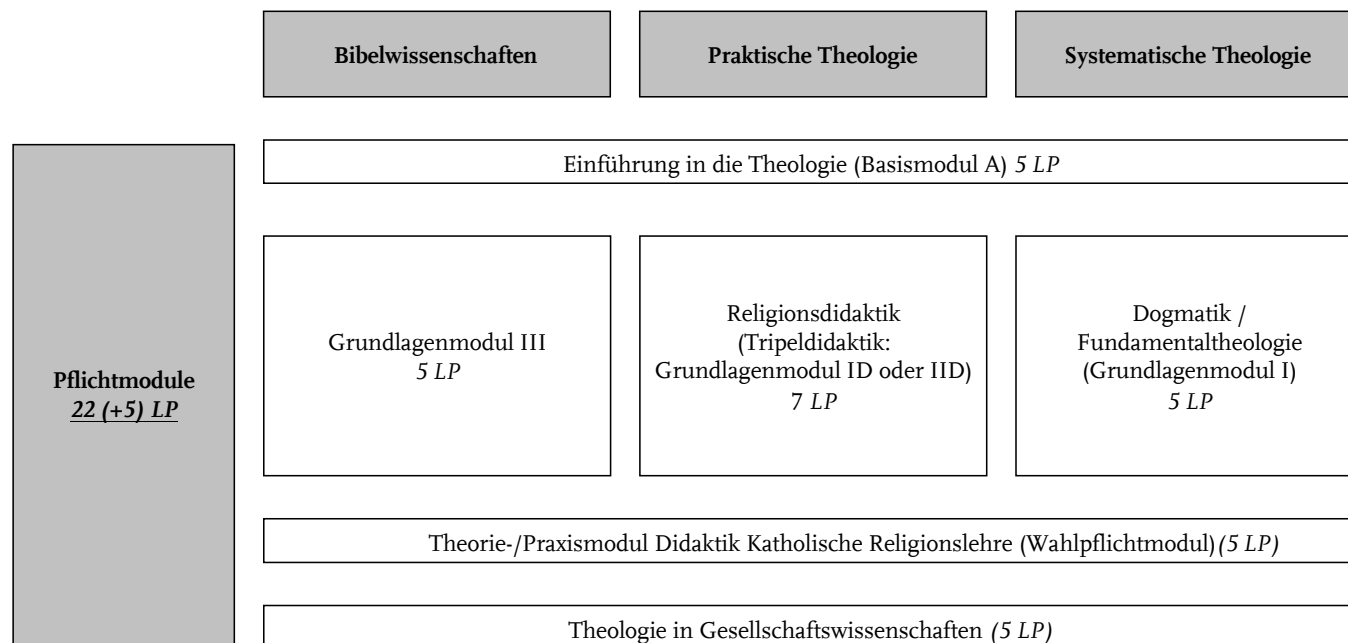 Bibelwissenschaften
Praktische Theologie
Systematische Theologie
Einführung in die Theologie (Basismodul A) 5 LP
Pflichtmodule
22 (+5) LP
Grundlagenmodul III
5 LP
Religionsdidaktik
(Tripeldidaktik:
Grundlagenmodul ID oder IID)
7 LP
Dogmatik /
Fundamentaltheologie
(Grundlagenmodul I)
5 LP
Theorie-/Praxismodul Didaktik Katholische Religionslehre (Wahlpflichtmodul)(5 LP)
Theologie in Gesellschaftswissenschaften (5 LP)